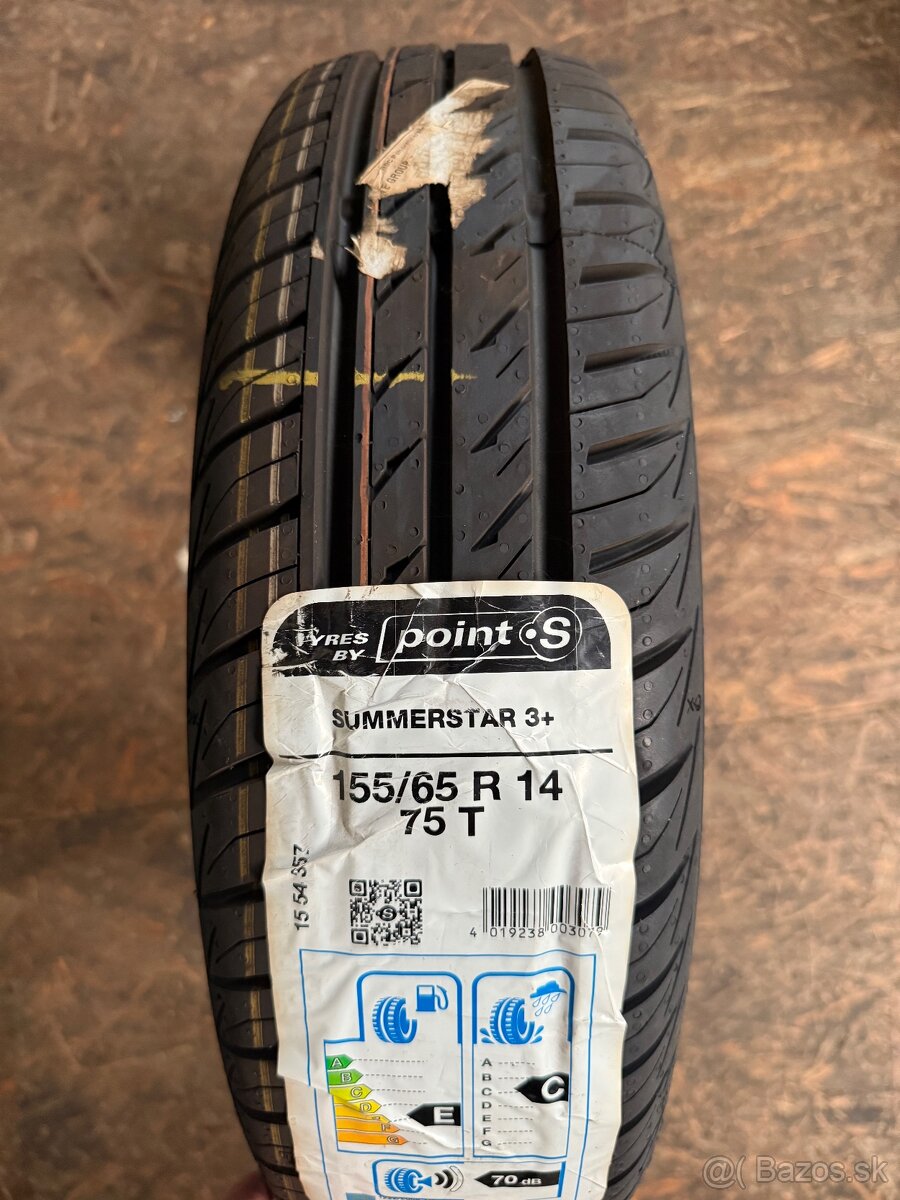 E GROUP
TYRES BY
point S
SUMMERSTAR 3+
155/65 R 14
75 T
15 54 357
S
4 019238 003079
A
B
C
D
F
G
E
A
B
C
D
E
F
G
C
70 dB
@( Bazos.sk